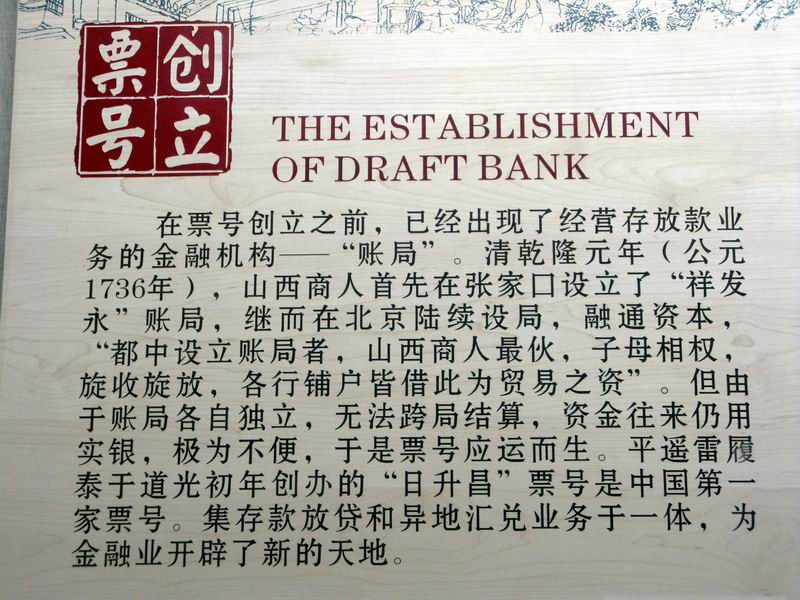 创立
票号
THE ESTABLISHMENT
OF DRAFT BANK
在票号创立之前，已经出现了经营存放款业
务的金融机构——“账局”。清乾隆元年（公元
1736年），山西商人首先在张家口设立了“祥发
永”账局，继而在北京陆续设局，融通资本，
“都中设立账局者，山西商人最伙，子母相权，
旋收旋放，各行铺户皆借此为贸易之资”。但由
于账局各自独立，无法跨局结算，资金往来仍用
实银，极为不便，于是票号应运而生。平遥雷履
泰于道光初年创办的“日升昌”票号是中国第一
家票号。集存款放贷和异地汇兑业务于一体，为
金融业开辟了新的天地。